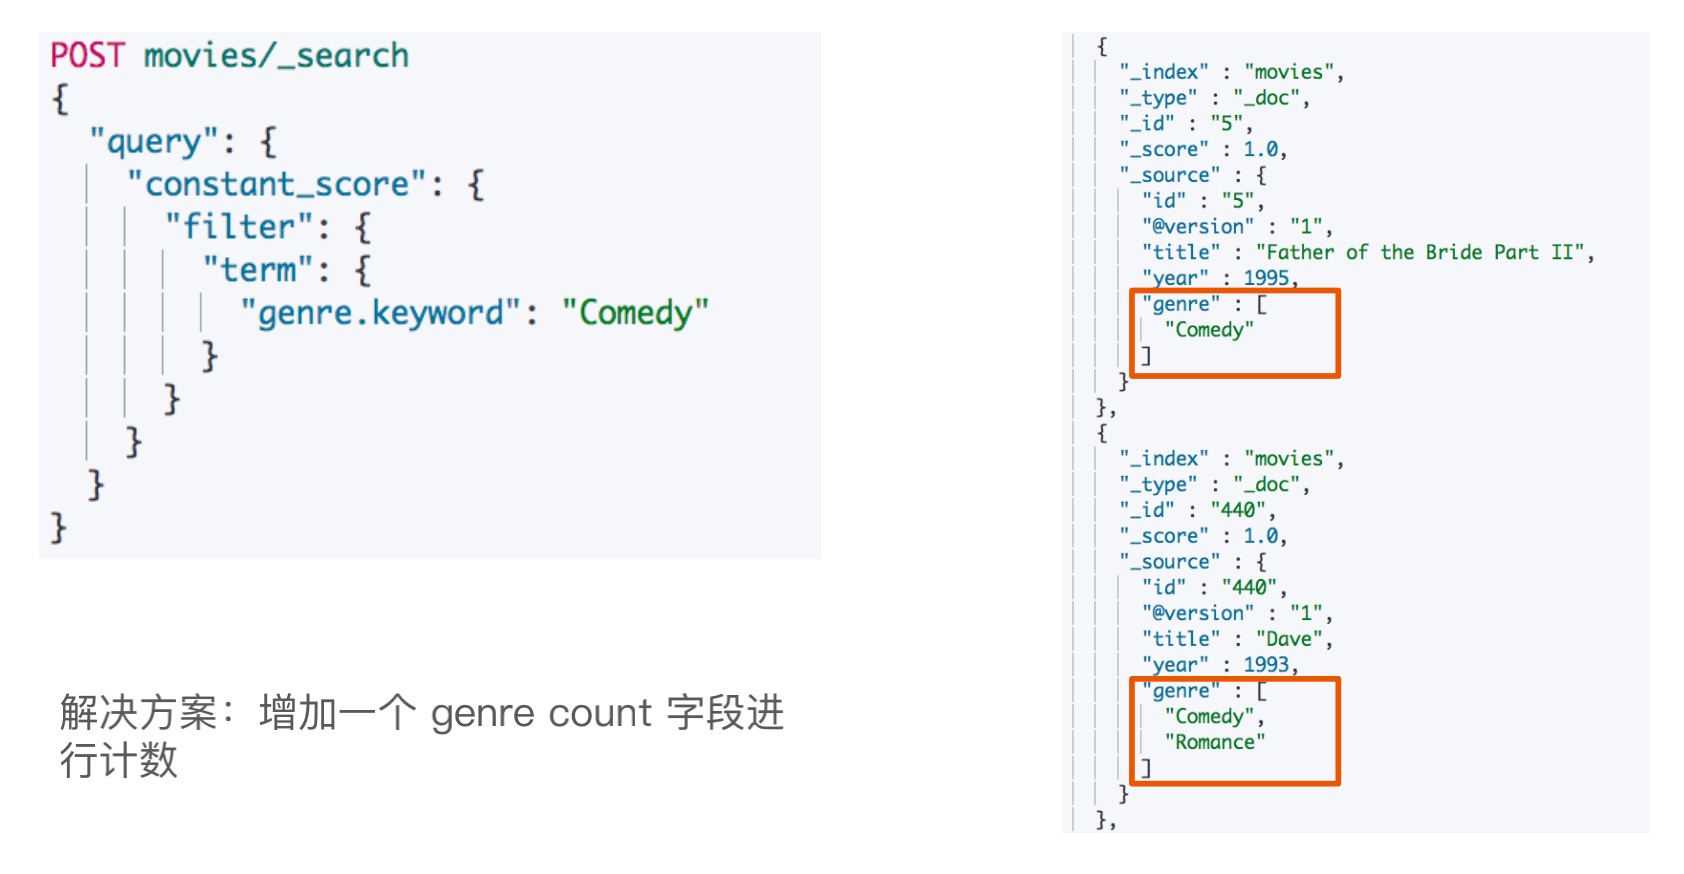 POST movies/_search
{
  "query": {
    "constant_score": {
      "filter": {
        "term": {
          "genre.keyword": "Comedy"
        }
      }
    }
  }
}
解决方案：增加一个 genre count 字段进
行计数
{
  "_index" : "movies",
  "_type" : "_doc",
  "_id" : "5",
  "_score" : 1.0,
  "_source" : {
    "id" : "5",
    "@version" : "1",
    "title" : "Father of the Bride Part II",
    "year" : 1995,
    "genre" : [
      "Comedy"
    ]
  }
},
{
  "_index" : "movies",
  "_type" : "_doc",
  "_id" : "440",
  "_score" : 1.0,
  "_source" : {
    "id" : "440",
    "@version" : "1",
    "title" : "Dave",
    "year" : 1993,
    "genre" : [
      "Comedy",
      "Romance"
    ]
  }
},